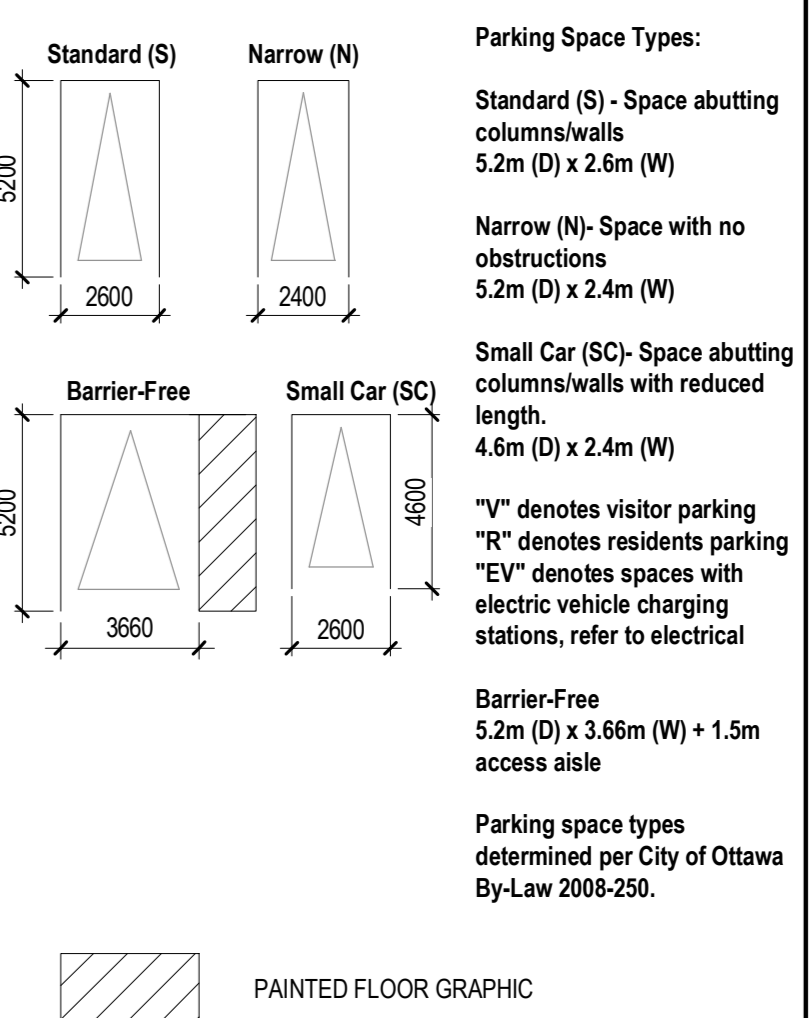 Standard (S)
Narrow (N)
5200
2600
2400
Barrier-Free
Small Car (SC)
5200
4600
3660
2600
Parking Space Types:
Standard (S) - Space abutting
columns/walls
5.2m (D) x 2.6m (W)
Narrow (N)- Space with no
obstructions
5.2m (D) x 2.4m (W)
Small Car (SC)- Space abutting
columns/walls with reduced
length.
4.6m (D) x 2.4m (W)
"V" denotes visitor parking
"R" denotes residents parking
"EV" denotes spaces with
electric vehicle charging
stations, refer to electrical
Barrier-Free
5.2m (D) x 3.66m (W) + 1.5m
access aisle
Parking space types
determined per City of Ottawa
By-Law 2008-250.
PAINTED FLOOR GRAPHIC